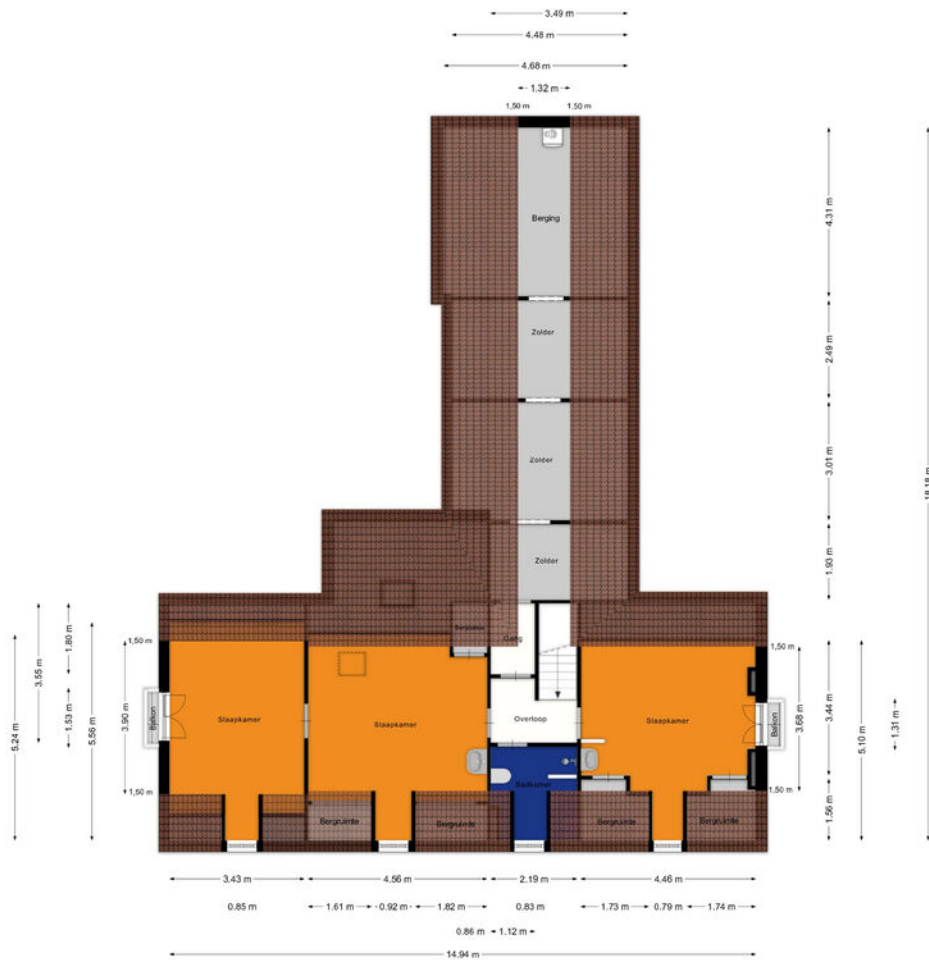 3.49 m
4.48 m
4.68 m
1.32 m
1,50 m 1,50 m
Berging
4.31 m
Zolder
2.49 m
Zolder
3.01 m
18.18 m
Zolder
1.93 m
Gang
1,50 m
1,50 m
1.80 m
3.55 m
5.24 m
5.56 m
1.53 m
3.90 m
Balkon
Slaapkamer
Slaapkamer
Overloop
Slaapkamer
Balkon
3.68 m
3.44 m
5.10 m
1.31 m
Badkamer
1,50 m
1,50 m
1.56 m
Bergruimte
Bergruimte
Bergruimte
Bergruimte
3.43 m 4.56 m 2.19 m 4.46 m
0.85 m 1.61 m 0.92 m 1.82 m 0.83 m 1.73 m 0.79 m 1.74 m
0.86 m 1.12 m
14.94 m